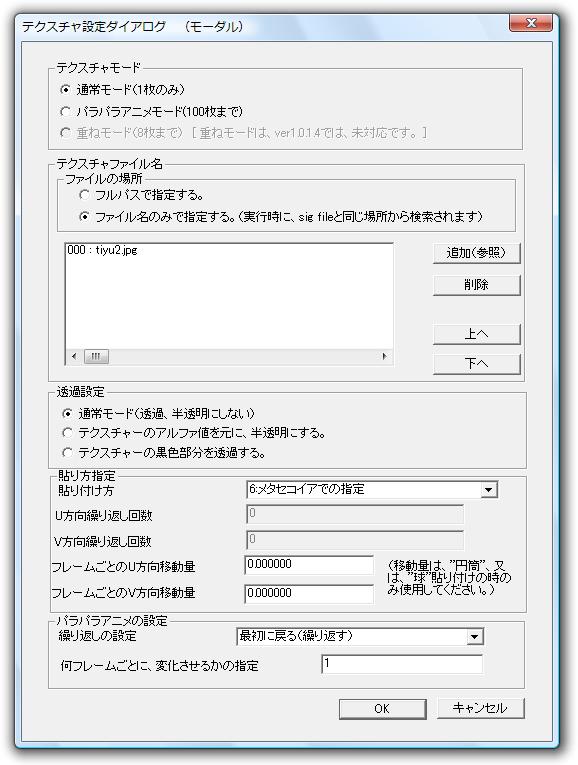 テクスチャ設定ダイアログ　（モーダル）
テクスチャモード
通常モード(1枚のみ)
パラパラアニメモード(100枚まで)
重ねモード(8枚まで) [ 重ねモードは、ver1.0.1.4では、未対応です。 ]
テクスチャファイル名
ファイルの場所
フルパスで指定する。
ファイル名のみで指定する。(実行時に、sig fileと同じ場所から検索されます)
000 : tiyu2.jpg
追加(参照)
削除
上へ
下へ
透過設定
通常モード(透過、半透明にしない)
テクスチャーのアルファ値を元に、半透明にする。
テクスチャーの黒色部分を透過する。
貼り方指定
貼り付け方
6:メタセコイアでの指定
U方向繰り返し回数
0
V方向繰り返し回数
0
フレームごとのU方向移動量
0.000000
フレームごとのV方向移動量
0.000000
(移動量は、"円筒"、又
は、"球"貼り付けの時の
み使用してください。)
パラパラアニメの設定
繰り返しの設定
最初に戻る(繰り返す)
何フレームごとに、変化させるかの指定
1
OK
キャンセル